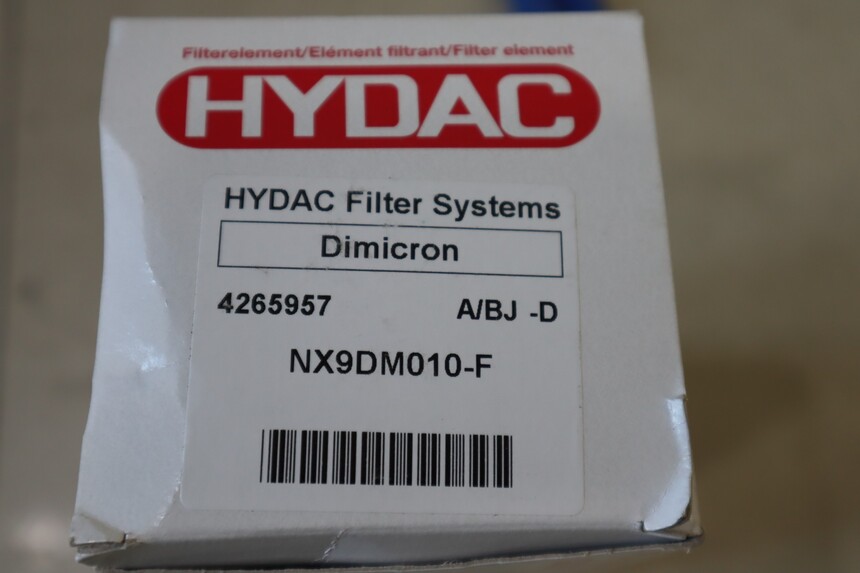 Filterelement/Elément filtrant/Filter element
HYDAC
HYDAC Filter Systems
Dimicron
4265957 A/BJ -D
NX9DM010-F